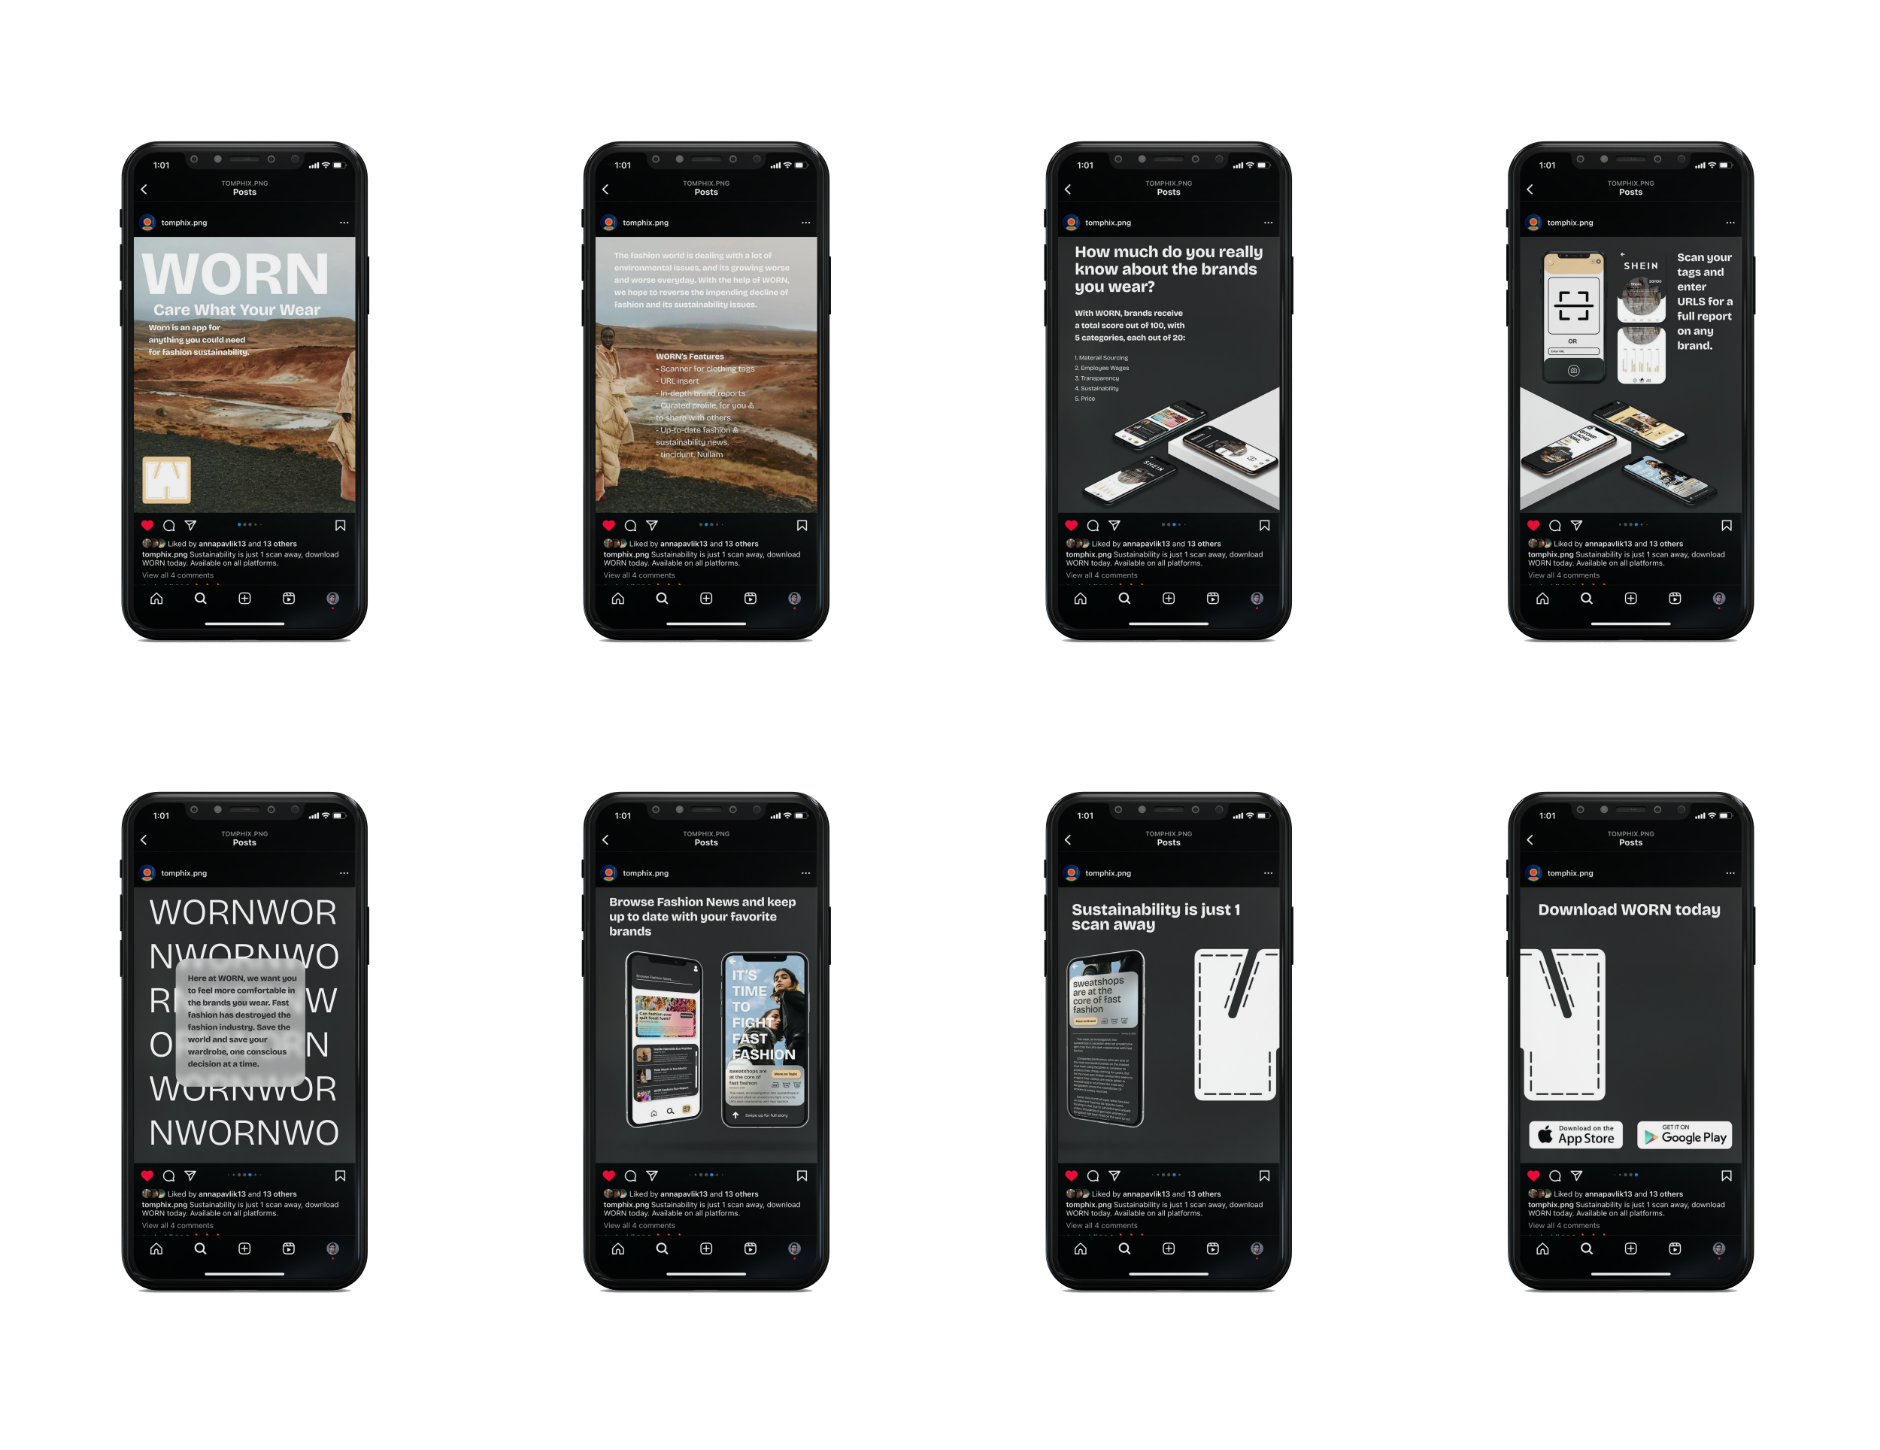 1:01
TOMPHIX.PNG
Posts
tomphix.png
WORN
Care What Your Wear
Worn is an app for
anything you could need
for fashion sustainability.
Liked by annapavlik13 and 13 others
tomphix.png Sustainability is just 1 scan away, download
WORN today. Available on all platforms.
View all 4 comments
1:01
TOMPHIX.PNG
Posts
tomphix.png
The fashion world is dealing with a lot of
environmental issues, and its growing worse
and worse everyday. With the help of WORN,
we hope to reverse the impending decline of
fashion and its sustainability issues.
WORN's Features
- Scanner for clothing tags
- URL insert
- In-depth brand reports
- Curated profile, for you &
to share with others.
- Up-to-date fashion &
sustainability news.
- tincidunt. Nullam
Liked by annapavlik13 and 13 others
tomphix.png Sustainability is just 1 scan away, download
WORN today. Available on all platforms.
View all 4 comments
1:01
TOMPHIX.PNG
Posts
tomphix.png
How much do you really
know about the brands
you wear?
With WORN, brands receive
a total score out of 100, with
5 categories, each out of 20:
1. Material Sourcing
2. Employee Wages
3. Transparency
4. Sustainability
5. Price
SHEIN
Liked by annapavlik13 and 13 others
tomphix.png Sustainability is just 1 scan away, download
WORN today. Available on all platforms.
View all 4 comments
1:01
TOMPHIX.PNG
Posts
tomphix.png
OR
SHEIN
Scan your
tags and
enter
URLS for a
full report
on any
brand.
Liked by annapavlik13 and 13 others
tomphix.png Sustainability is just 1 scan away, download
WORN today. Available on all platforms.
View all 4 comments
1:01
TOMPHIX.PNG
Posts
tomphix.png
WORNWOR
NWORNWO
R W
O N
WORNWOR
NWORNWO
Here at WORN, we want you
to feel more comfortable in
the brands you wear. Fast
fashion has destroyed the
fashion industry. Save the
world and save your
wardrobe, one conscious
decision at a time.
Liked by annapavlik13 and 13 others
tomphix.png Sustainability is just 1 scan away, download
WORN today. Available on all platforms.
View all 4 comments
1:01
TOMPHIX.PNG
Posts
tomphix.png
Browse Fashion News and keep
up to date with your favorite
brands
Browse Fashion News
IT'S
TIME
TO
FIGHT
FAST
FASHION
sweatshops are
at the core of
fast fashion
Swipe up for full story
Liked by annapavlik13 and 13 others
tomphix.png Sustainability is just 1 scan away, download
WORN today. Available on all platforms.
View all 4 comments
1:01
TOMPHIX.PNG
Posts
tomphix.png
Sustainability is just 1
scan away
sweatshops
are at the
core of fast
fashion
Liked by annapavlik13 and 13 others
tomphix.png Sustainability is just 1 scan away, download
WORN today. Available on all platforms.
View all 4 comments
1:01
TOMPHIX.PNG
Posts
tomphix.png
Download WORN today
Download on the
App Store
GET IT ON
Google Play
Liked by annapavlik13 and 13 others
tomphix.png Sustainability is just 1 scan away, download
WORN today. Available on all platforms.
View all 4 comments